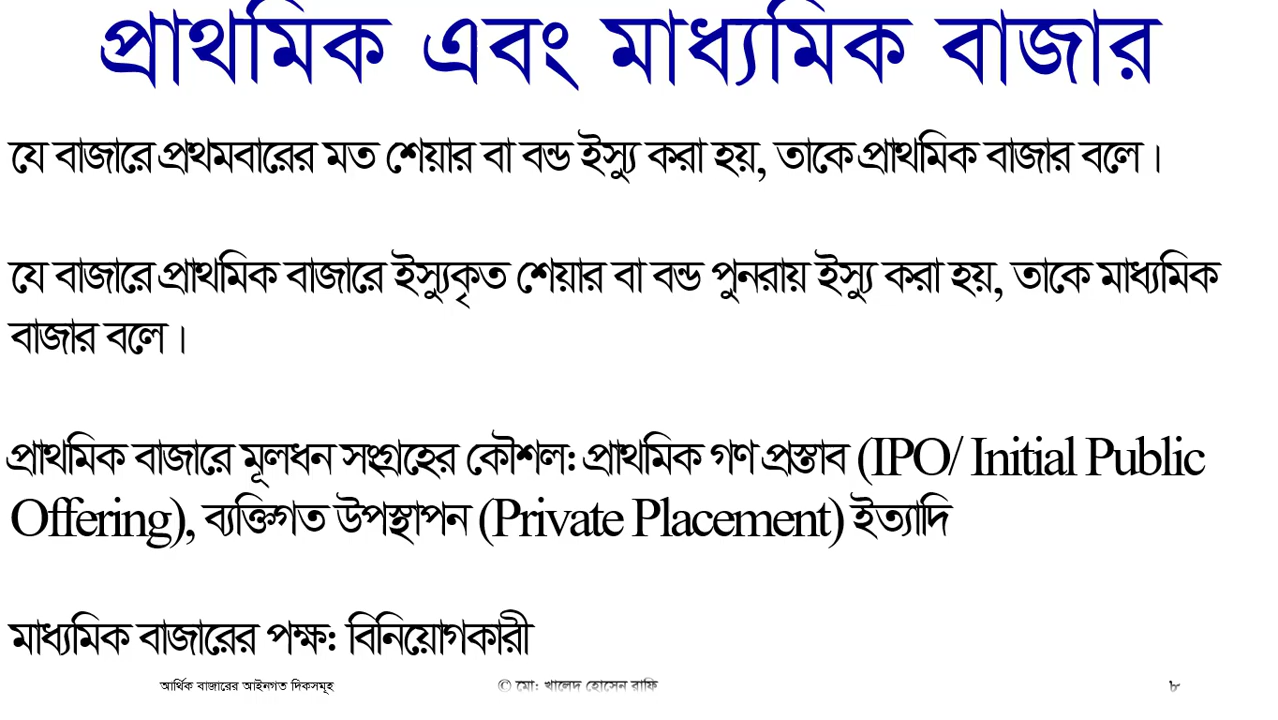 প্রাথমিক এবং মাধ্যমিক বাজার
যে বাজারে প্রথমবারের মত শেয়ার বা বন্ড ইস্যু করা হয়, তাকে প্রাথমিক বাজার বলে।
যে বাজারে প্রাথমিক বাজারে ইস্যুকৃত শেয়ার বা বন্ড পুনরায় ইস্যু করা হয়, তাকে মাধ্যমিক
বাজার বলে।
প্রাথমিক বাজারে মূলধন সংগ্রহের কৌশল: প্রাথমিক গণ প্রস্তাব (IPO/ Initial Public
Offering), ব্যক্তিগত উপস্থাপন (Private Placement) ইত্যাদি
মাধ্যমিক বাজারের পক্ষ: বিনিয়োগকারী
আর্থিক বাজারের আইনগত দিকসমূহ © মো: খালেদ হোসেন রাফি ৮